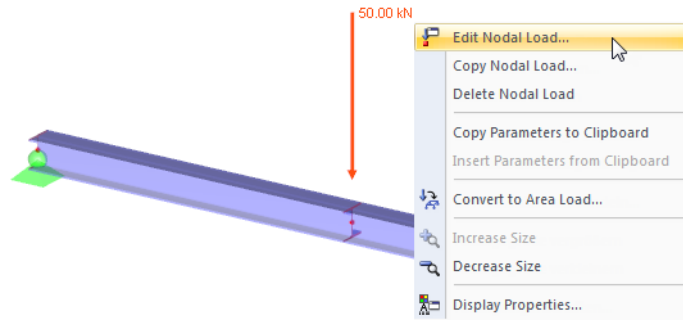 50.00 kN
Edit Nodal Load...
Copy Nodal Load...
Delete Nodal Load
Copy Parameters to Clipboard
Insert Parameters from Clipboard
Convert to Area Load...
Increase Size
Decrease Size
Display Properties...